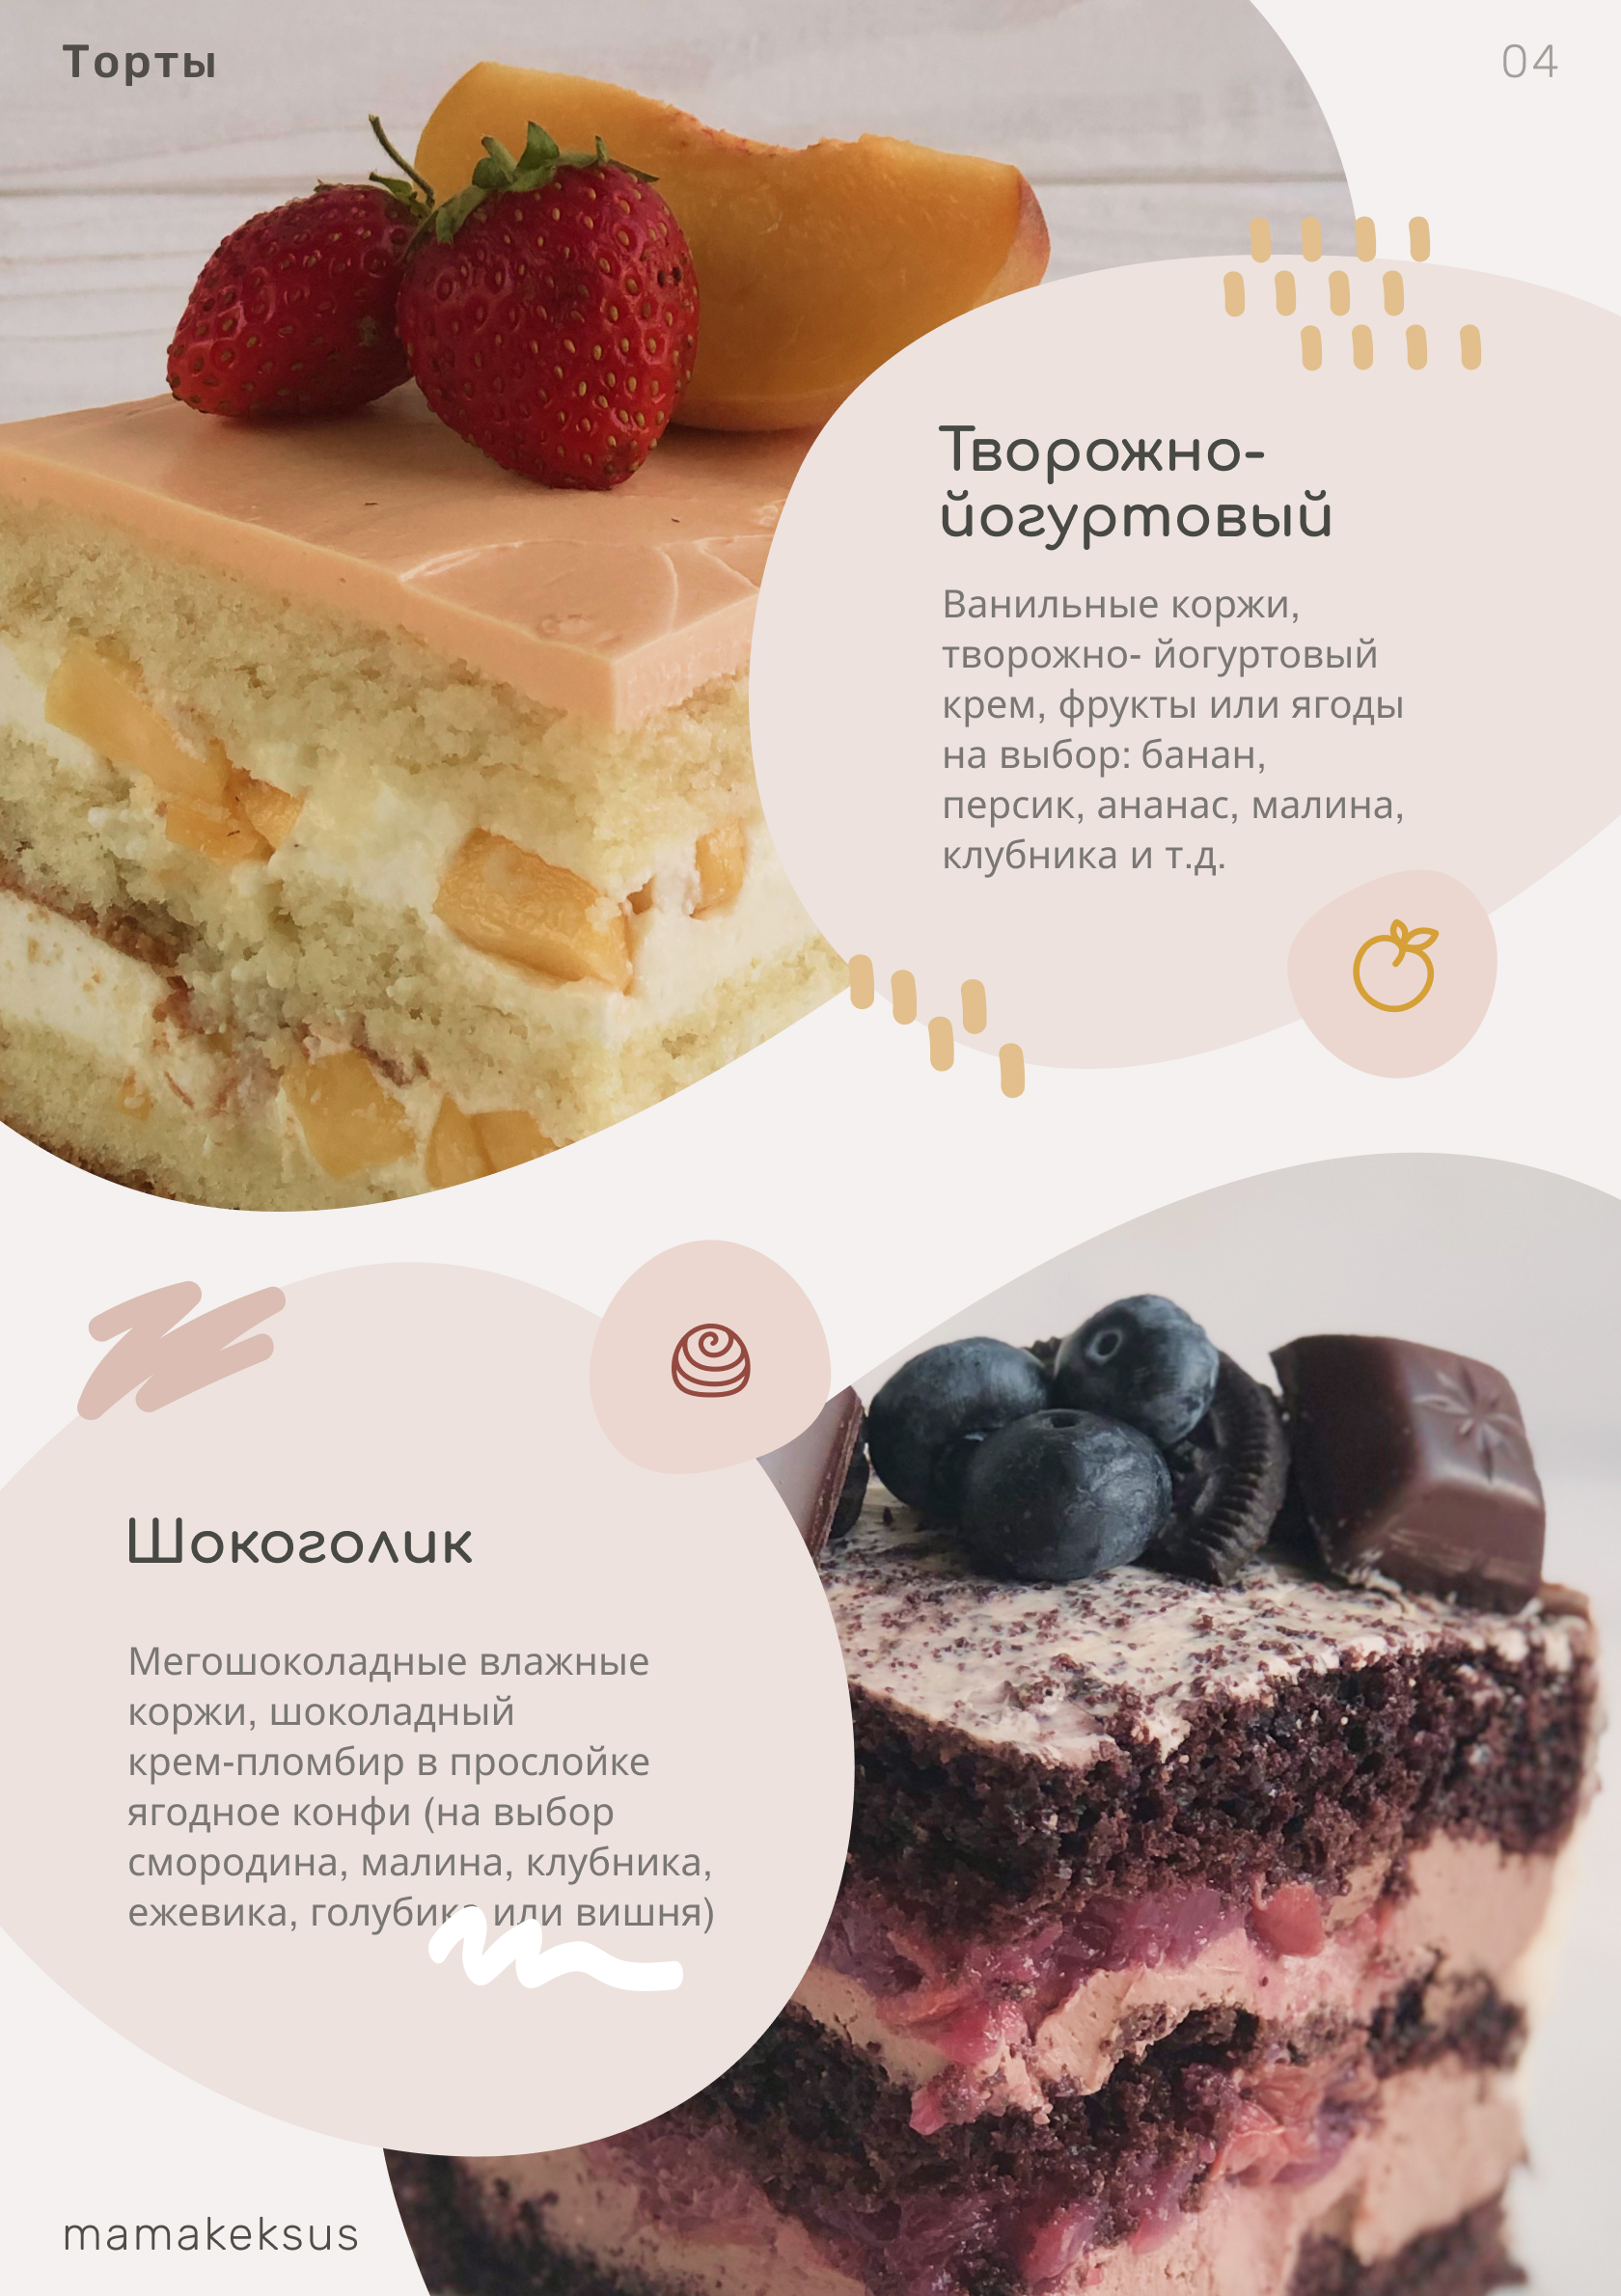 Торты
04
Творожно-
йогуртовый
Ванильные коржи,
творожно- йогуртовый
крем, фрукты или ягоды
на выбор: банан,
персик, ананас, малина,
клубника и т.д.
Шокоголик
Мегошоколадные влажные
коржи, шоколадный
крем-пломбир в прослойке
ягодное конфи (на выбор
смородина, малина, клубника,
ежевика, голубика или вишня)
mamakeksus